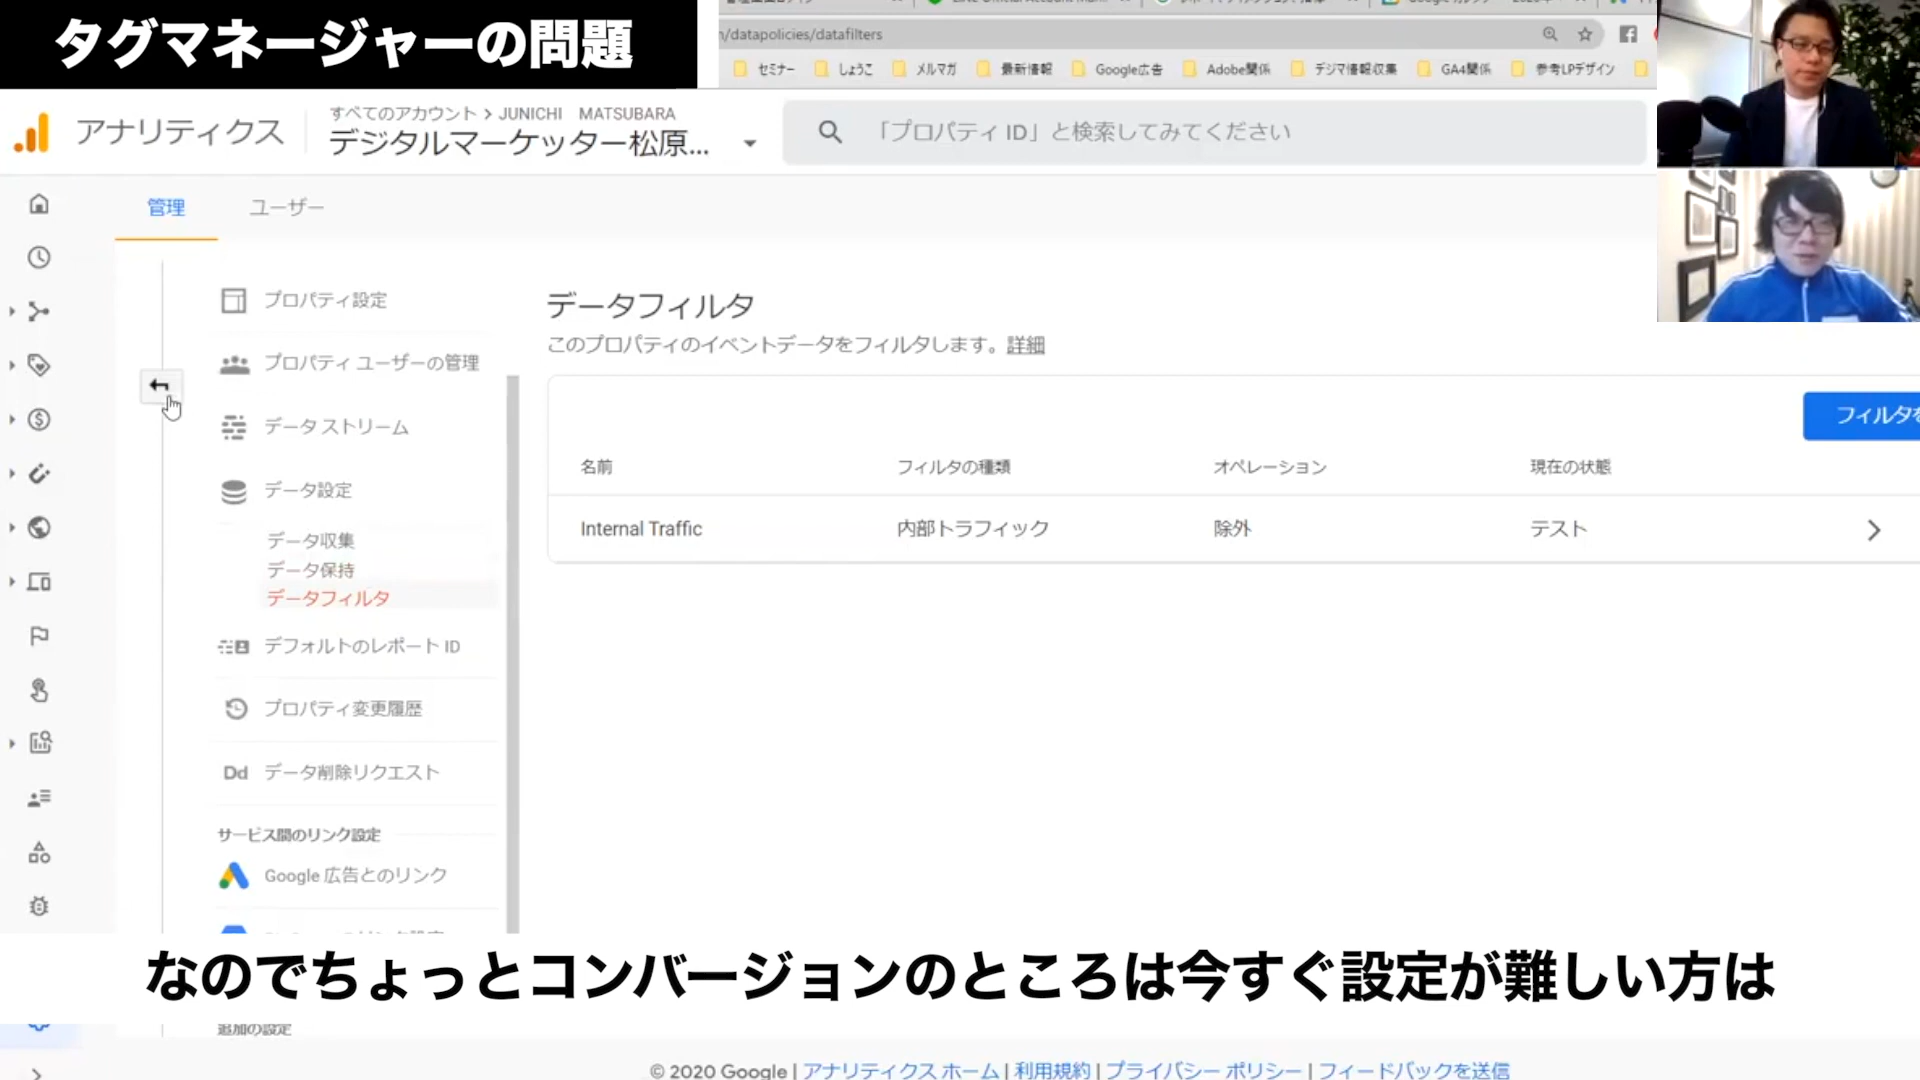 タグマネージャーの問題
/datapolicies/datafilters
セミナー しょうこ メルマガ 最新情報 Google広告 Adobe関係 デジマ情報収集 GA4関係 参考LPデザイン
アナリティクス
すべてのアカウント > JUNICHI MATSUBARA
デジタルマーケッター松原...
「プロパティ ID」と検索してみてください
管理 ユーザー
プロパティ設定
プロパティ ユーザーの管理
データ ストリーム
データ設定
データ収集
データ保持
データフィルタ
デフォルトのレポート ID
プロパティ変更履歴
Dd データ削除リクエスト
サービス間のリンク設定
Google 広告とのリンク
データフィルタ
このプロパティのイベントデータをフィルタします。詳細
フィルタを
名前 フィルタの種類 オペレーション 現在の状態
Internal Traffic 内部トラフィック 除外 テスト
なのでちょっとコンバージョンのところは今すぐ設定が難しい方は
追加の設定
© 2020 Google | アナリティクス ホーム | 利用規約 | プライバシー ポリシー | フィードバックを送信